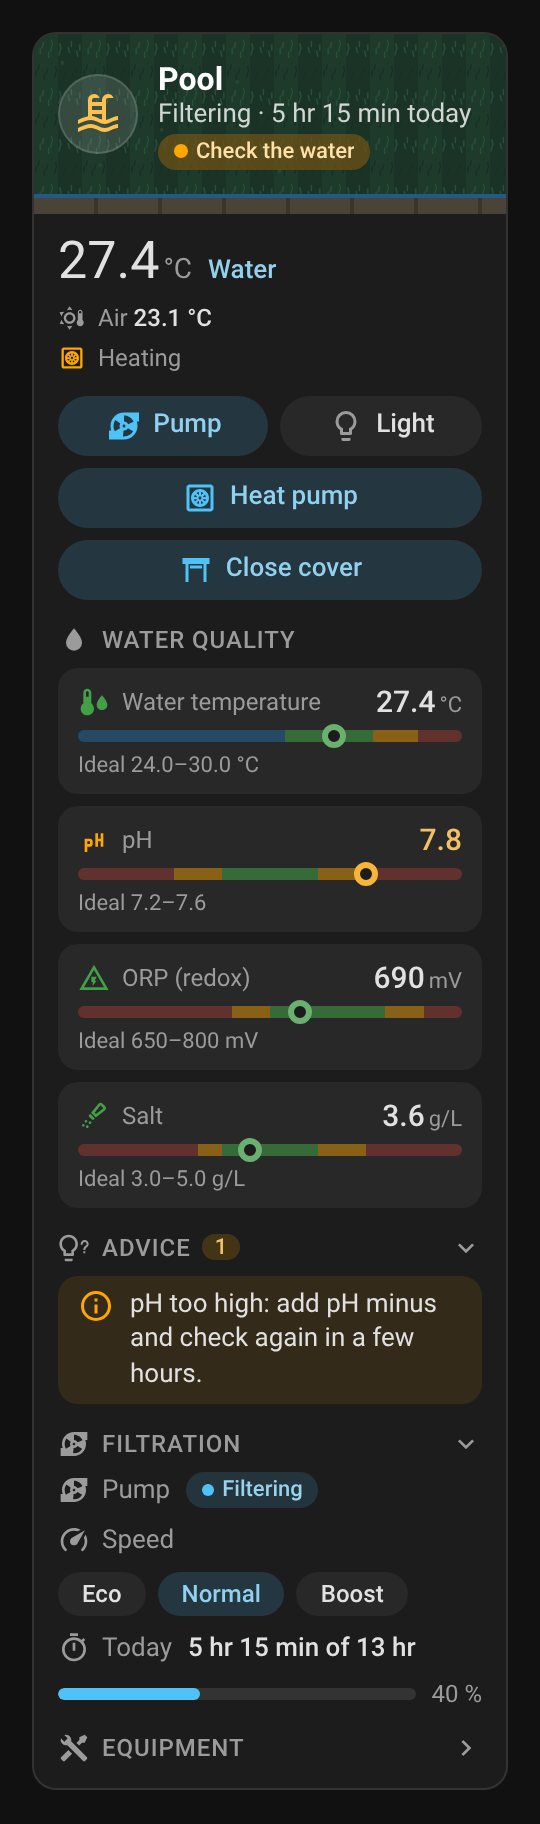 Pool
Filtering · 5 hr 15 min today
Check the water
27.4 °C Water
Air 23.1 °C
Heating
Pump
Light
Heat pump
Close cover
WATER QUALITY
Water temperature 27.4 °C
Ideal 24.0–30.0 °C
pH pH 7.8
Ideal 7.2–7.6
ORP (redox) 690 mV
Ideal 650–800 mV
Salt 3.6 g/L
Ideal 3.0–5.0 g/L
ADVICE 1
pH too high: add pH minus
and check again in a few
hours.
FILTRATION
Pump Filtering
Speed
Eco Normal Boost
Today 5 hr 15 min of 13 hr
40 %
EQUIPMENT